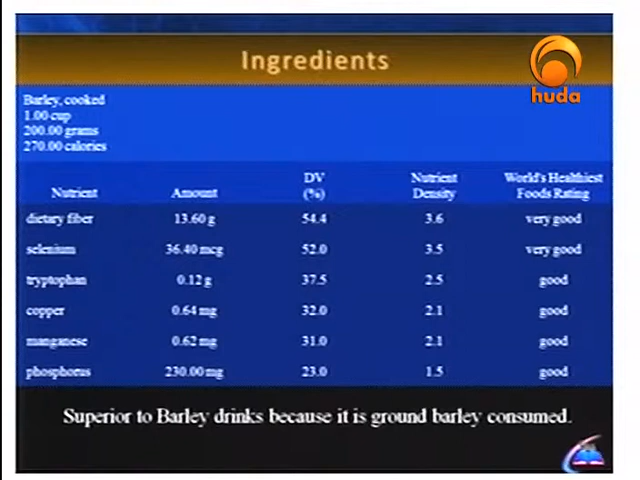 Ingredients
huda
Barley, cooked
1.00 cup
200.00 grams
270.00 calories
Nutrient Amount DV (%) Nutrient Density World's Healthiest Foods Rating
dietary fiber 13.60 g 54.4 3.6 very good
selenium 36.40 mcg 52.0 3.5 very good
tryptophan 0.12 g 37.5 2.5 good
copper 0.64 mg 32.0 2.1 good
manganese 0.62 mg 31.0 2.1 good
phosphorus 230.00 mg 23.0 1.5 good
Superior to Barley drinks because it is ground barley consumed.